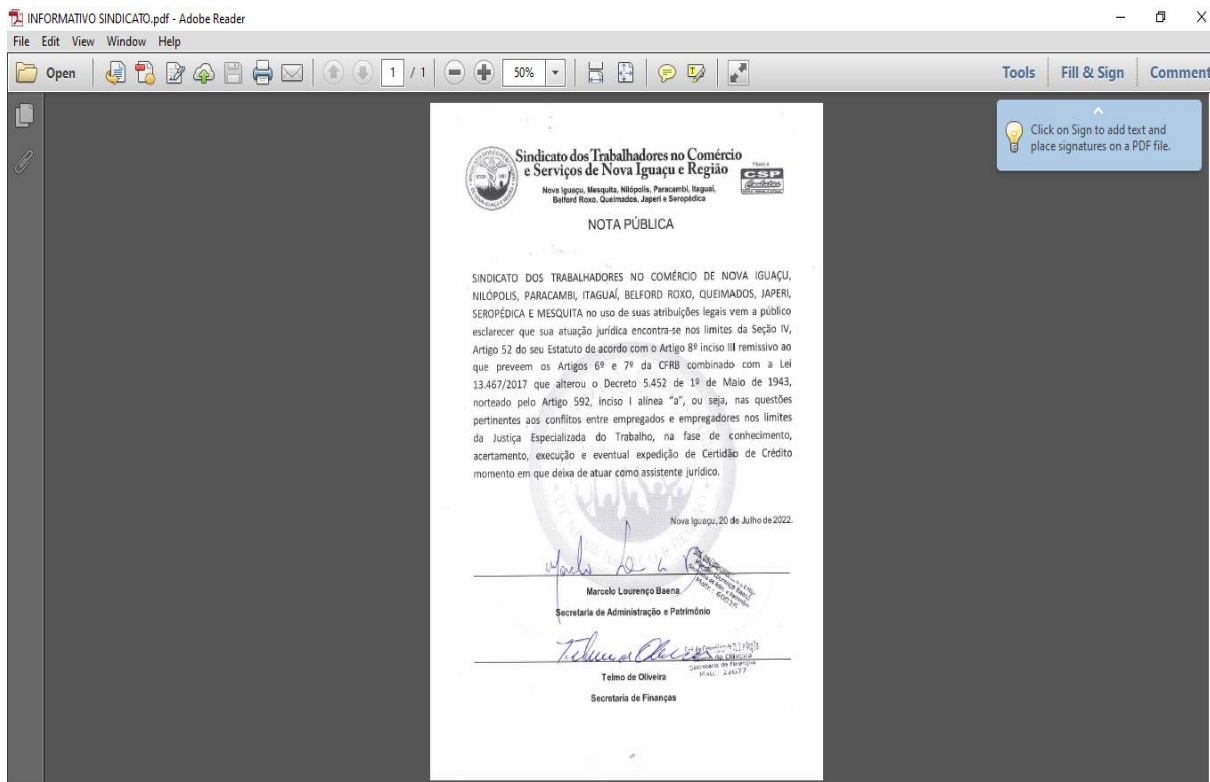 INFORMATIVO SINDICATO.pdf - Adobe Reader
File Edit View Window Help
Open 1 / 1 50% Tools Fill & Sign Comment
Click on Sign to add text and
place signatures on a PDF file.
Sindicato dos Trabalhadores no Comércio
e Serviços de Nova Iguaçu e Região
Nova Iguaçu, Mesquita, Nilópolis, Paracambi, Itaguaí,
Belford Roxo, Queimados, Japeri e Seropédica
Filiado à
CSP
Conlutas
NOTA PÚBLICA
SINDICATO DOS TRABALHADORES NO COMÉRCIO DE NOVA IGUAÇU,
NILÓPOLIS, PARACAMBI, ITAGUAÍ, BELFORD ROXO, QUEIMADOS, JAPERI,
SEROPÉDICA E MESQUITA no uso de suas atribuições legais vem a público
esclarecer que sua atuação jurídica encontra-se nos limites da Seção IV,
Artigo 52 do seu Estatuto de acordo com o Artigo 8º inciso III remissivo ao
que preveem os Artigos 6º e 7º da CFRB combinado com a Lei
13.467/2017 que alterou o Decreto 5.452 de 1º de Maio de 1943,
norteado pelo Artigo 592, inciso I alínea “a”, ou seja, nas questões
pertinentes aos conflitos entre empregados e empregadores nos limites
da Justiça Especializada do Trabalho, na fase de conhecimento,
acertamento, execução e eventual expedição de Certidão de Crédito
momento em que deixa de atuar como assistente jurídico.
Nova Iguaçu, 20 de Julho de 2022.
Marcelo Lourenço Baena
Secretaria de Administração e Patrimônio
Telmo de Oliveira
Secretaria de Finanças